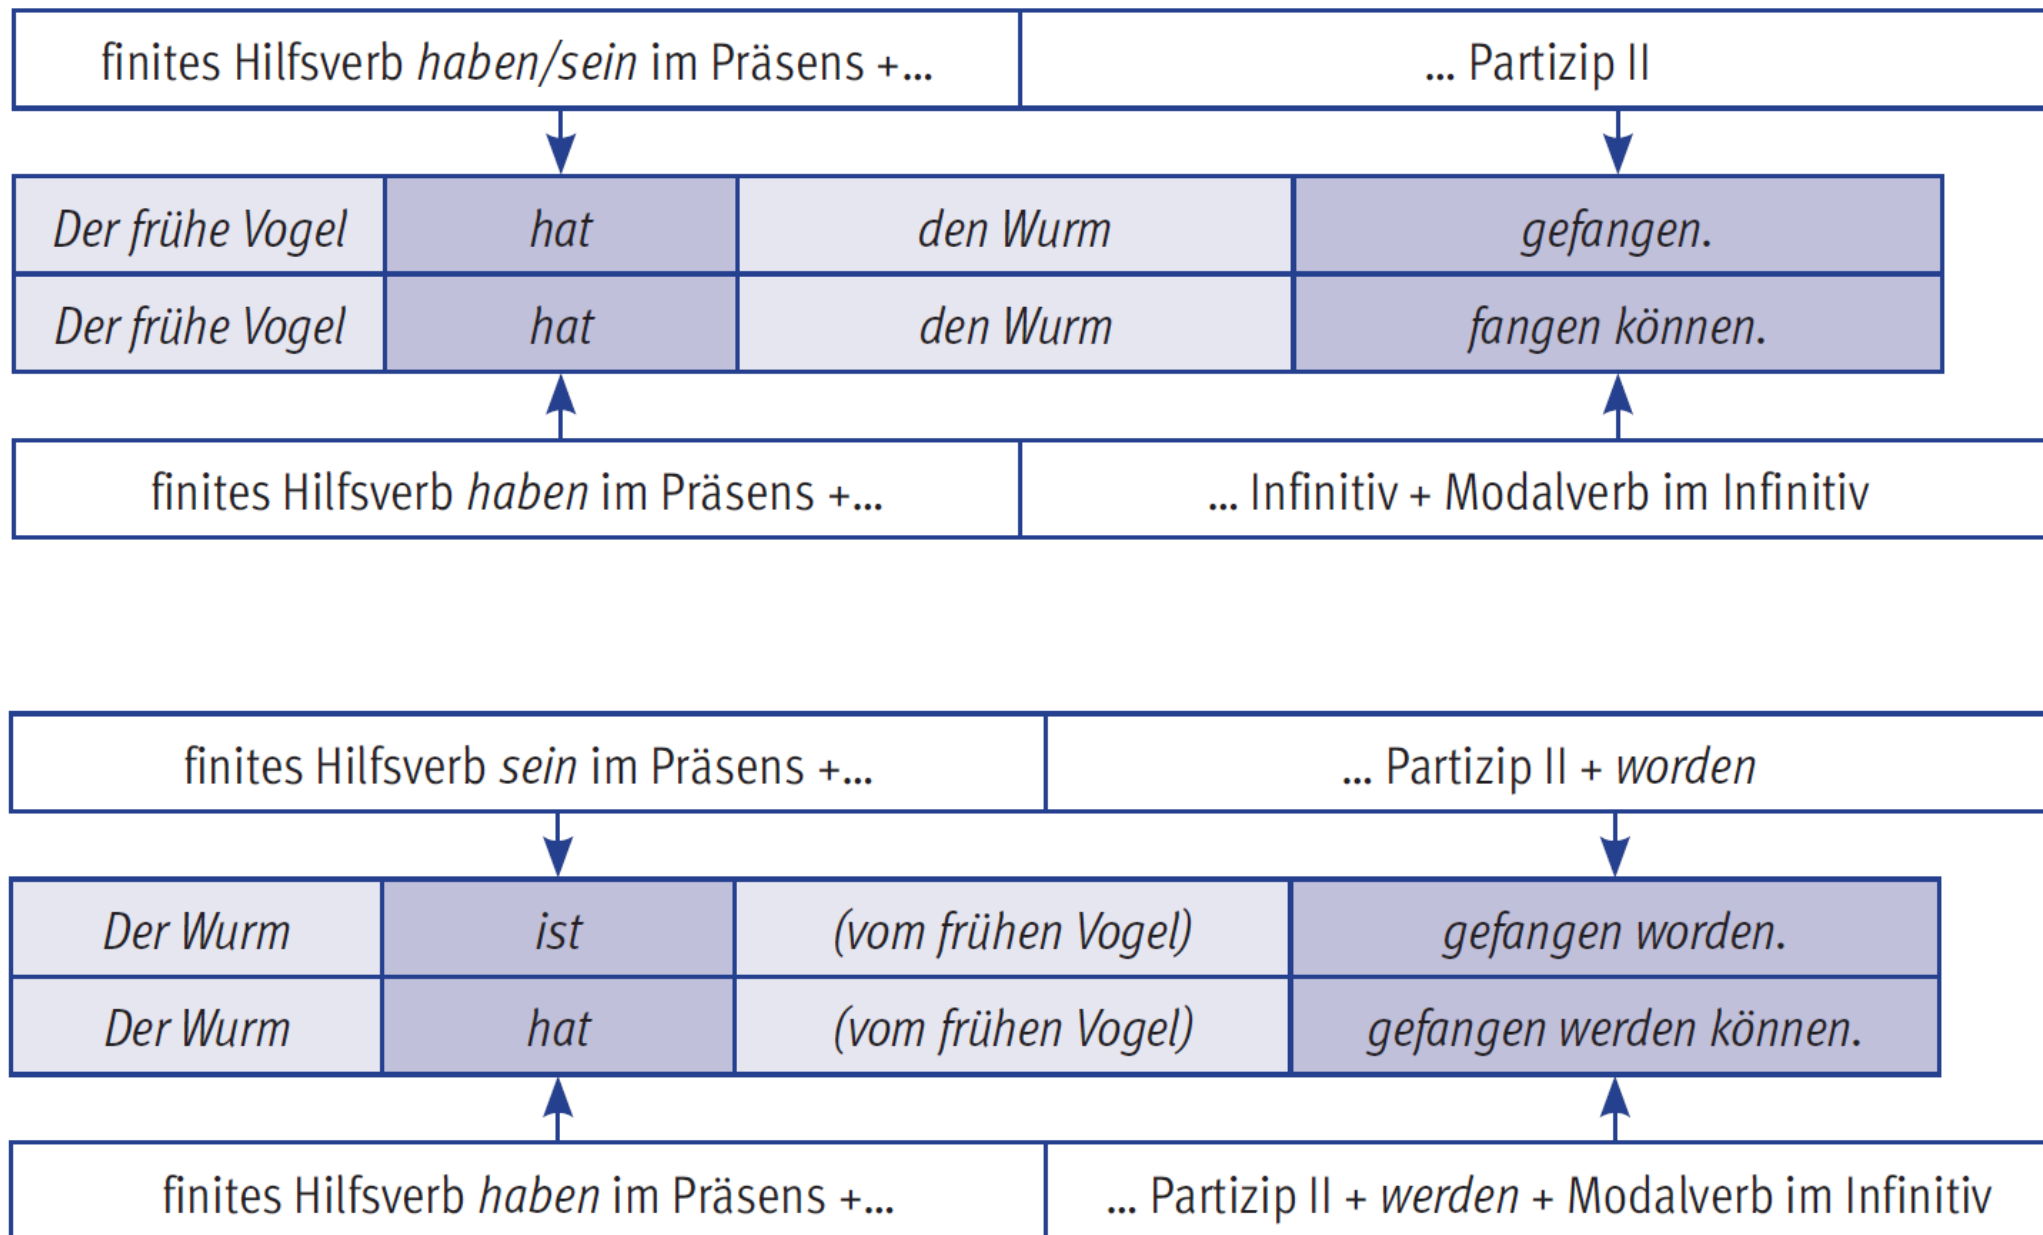 finites Hilfsverb haben/sein im Präsens +... ... Partizip II
Der frühe Vogel hat den Wurm gefangen.
Der frühe Vogel hat den Wurm fangen können.
finites Hilfsverb haben im Präsens +... ... Infinitiv + Modalverb im Infinitiv
finites Hilfsverb sein im Präsens +... ... Partizip II + worden
Der Wurm ist (vom frühen Vogel) gefangen worden.
Der Wurm hat (vom frühen Vogel) gefangen werden können.
finites Hilfsverb haben im Präsens +... ... Partizip II + werden + Modalverb im Infinitiv